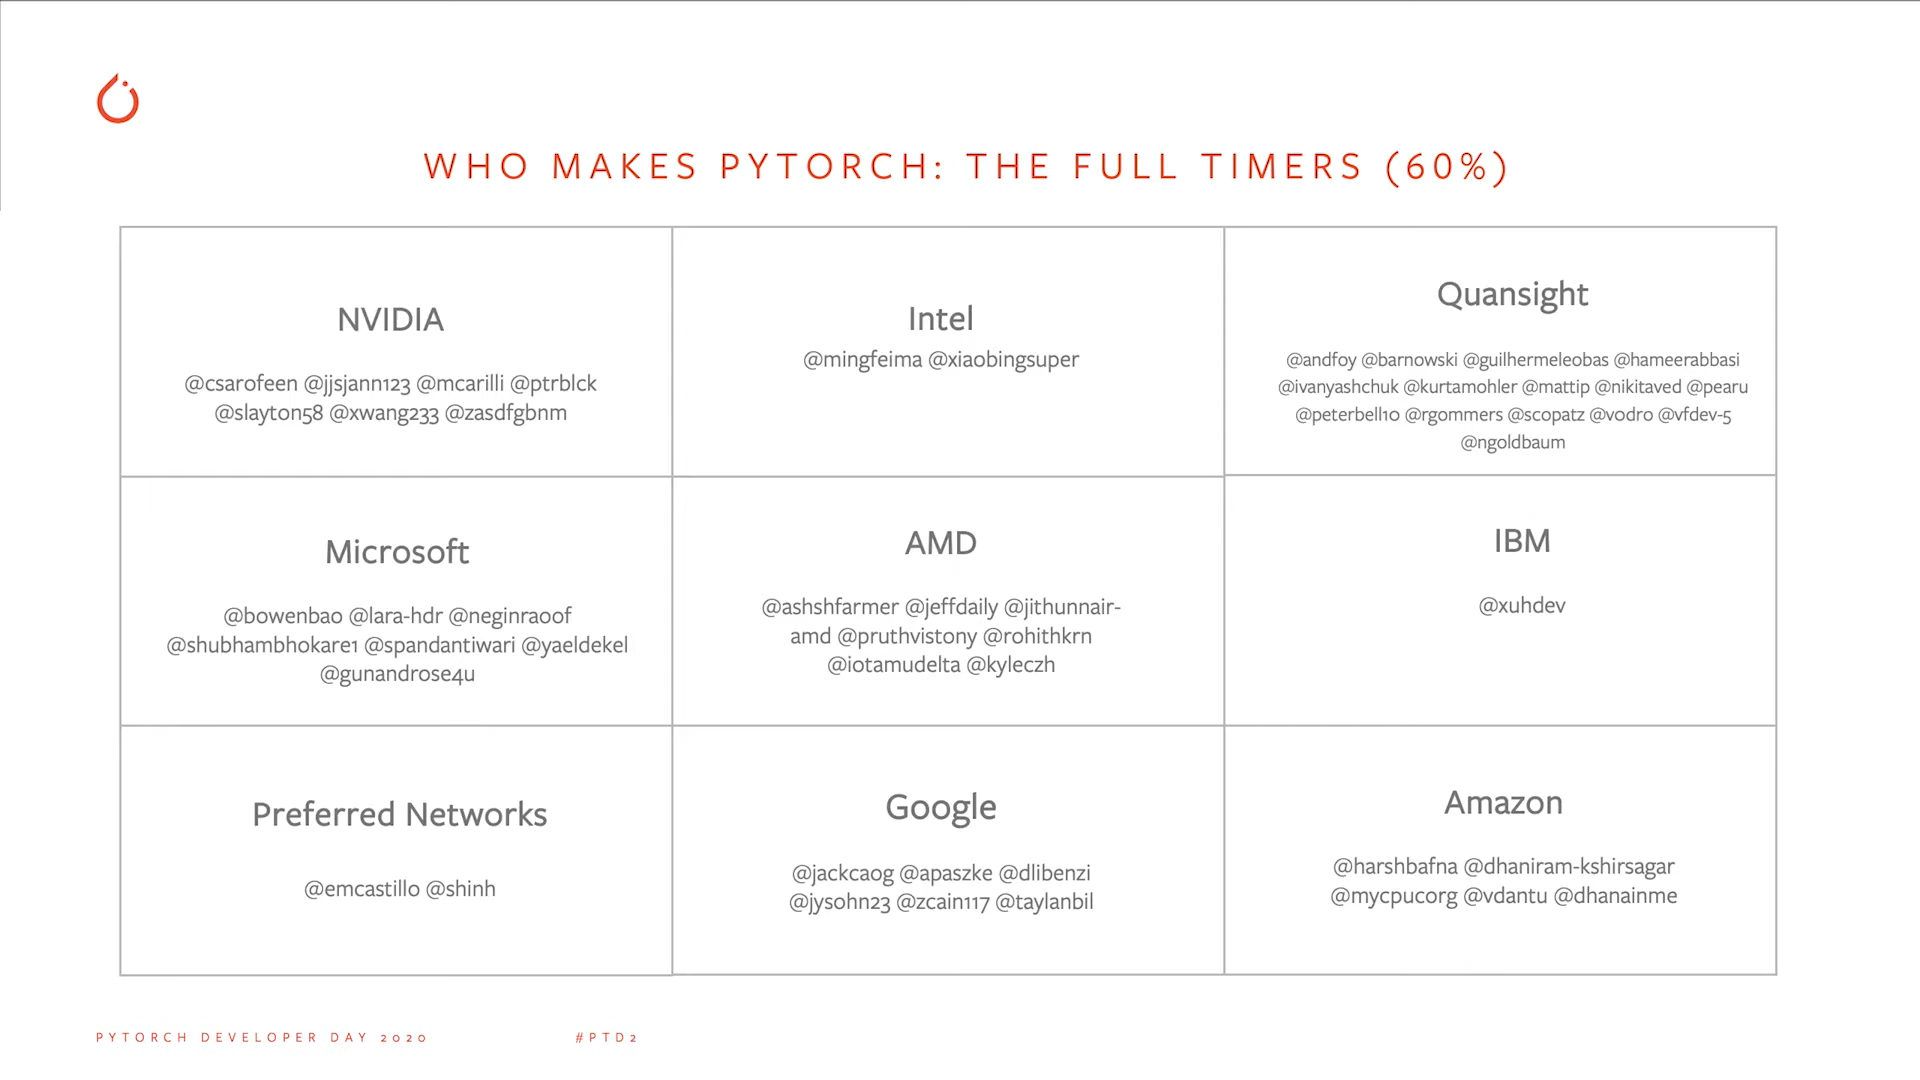 WHO MAKES PYTORCH: THE FULL TIMERS (60%)
NVIDIA
@csarofeen @jjsjann123 @mcarilli @ptrblck
@slayton58 @xwang233 @zasdfgbnm
Intel
@mingfeima @xiaobingsuper
Quansight
@andfoy @barnowski @guilhermeleobas @hameerabbasi
@ivanyashchuk @kurtamohler @mattip @nikitaved @pearu
@peterbell10 @rgommers @scopatz @vodro @vfdev-5
@ngoldbaum
Microsoft
@bowenbao @lara-hdr @neginraoof
@shubhambhokare1 @spandantiwari @yaeldekel
@gunandrose4u
AMD
@ashshfarmer @jeffdaily @jithunnair-
amd @pruthvistony @rohithkrn
@iotamudelta @kyleczh
IBM
@xuhdev
Preferred Networks
@emcastillo @shinh
Google
@jackcaog @apaszke @dlibenzi
@jysohn23 @zcain117 @taylanbil
Amazon
@harshbafna @dhaniram-kshirsagar
@mycpucorg @vdantu @dhanainme
PYTORCH DEVELOPER DAY 2020
#PTD2